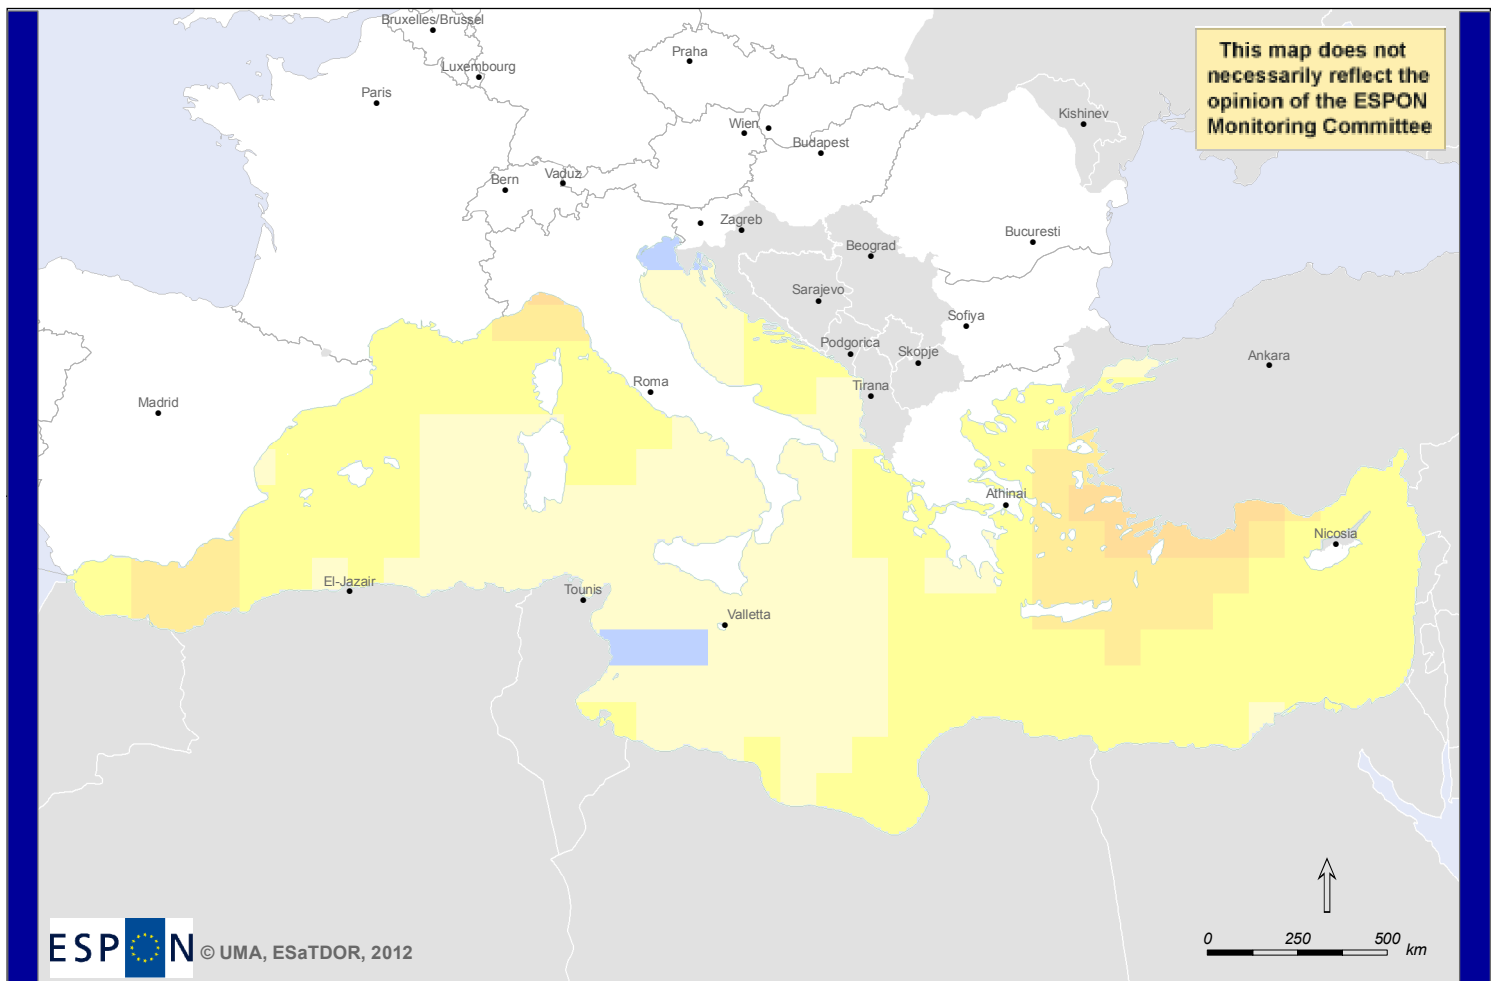 Bruxelles/Brussel
This map does not
necessarily reflect the
opinion of the ESPON
Monitoring Committee
Praha
Luxembourg
Paris
Kishinev
Wien
Budapest
Vaduz
Bern
Zagreb
Bucuresti
Beograd
Sarajevo
Sofiya
Podgorica
Skopje
Ankara
Roma
Tirana
Madrid
Athinai
Nicosia
El-Jazair
Tounis
Valletta
ESPON © UMA, ESaTDOR, 2012
0 250 500 km